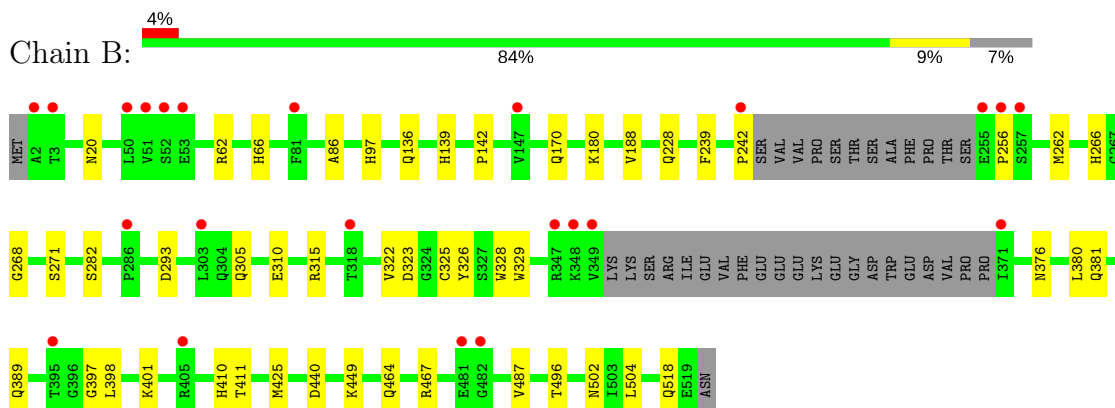 4%
Chain B:
84% 9% 7%
MET A2 T3 N20 L50 V51 S52 E53 R62 H66 F81 A86 H97 Q136 H139 P142 V147 Q170 K180 V188 Q228 F239 P242 SER VAL VAL PRO SER THR SER ALA PHE PRO THR SER E255 P256 S257 M262 H266 G267
G268 S271 S282 P286 D293 L303 Q304 Q305 E310 R315 T318 V322 D323 G324 C325 Y326 S327 W328 W329 R347 K348 V349 LYS LYS SER ARG ILE GLU VAL PHE GLU GLU GLU LYS GLU GLY ASP TRP GLU ASP VAL PRO PRO I371 N376 L380 Q381
Q389 T395 G396 G397 L398 K401 R405 H410 T411 M425 D440 K449 Q464 R467 E481 G482 V487 T496 N502 I503 L504 Q518 E519 ASN